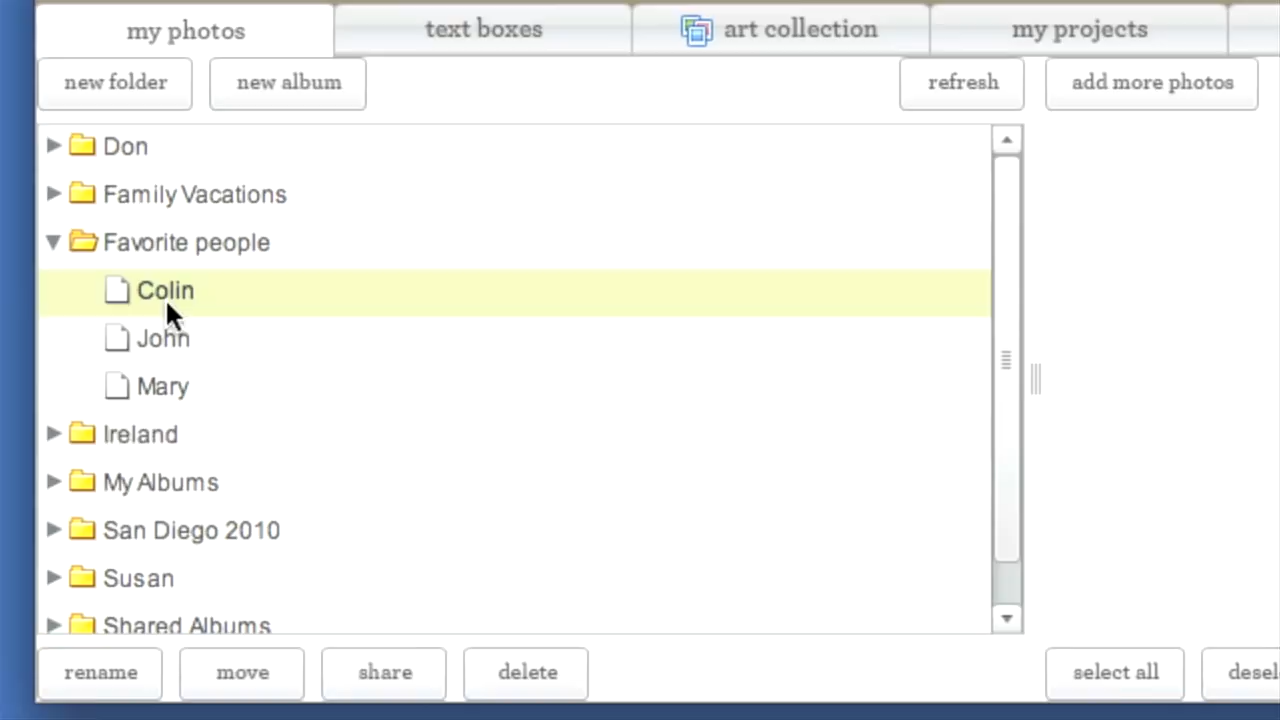 my photos
text boxes
art collection
my projects
new folder
new album
refresh
add more photos
Don
Family Vacations
Favorite people
Colin
John
Mary
Ireland
My Albums
San Diego 2010
Susan
Shared Albums
rename
move
share
delete
select all
desel